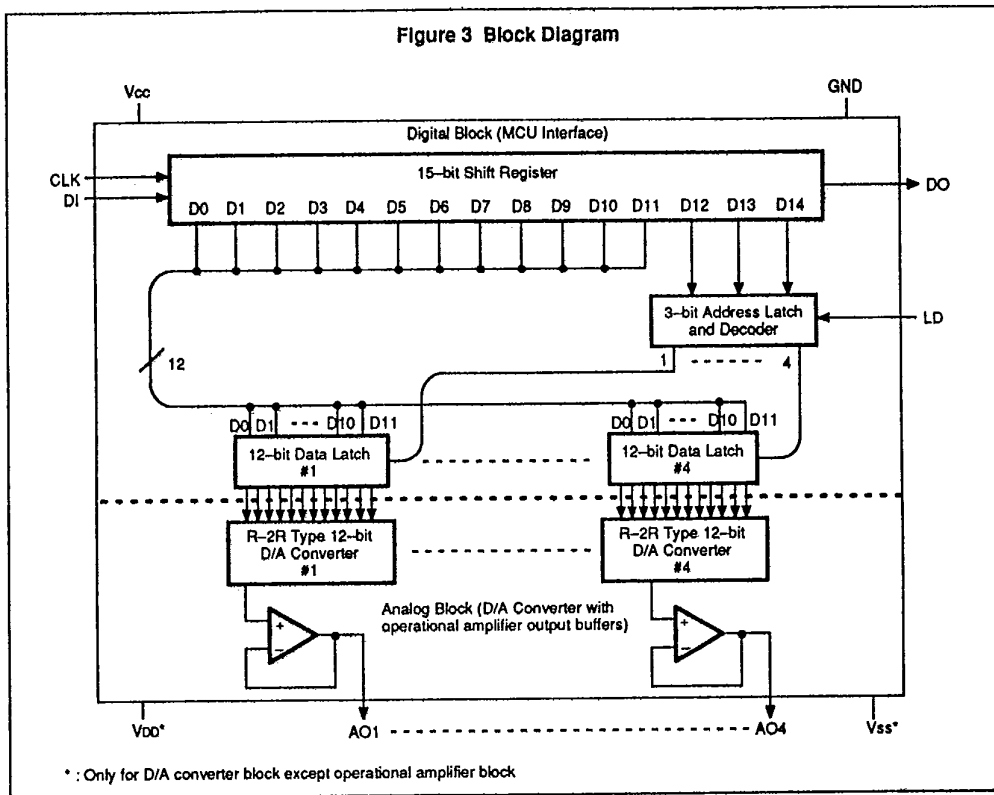 Figure 3 Block Diagram
Vcc
GND
Digital Block (MCU Interface)
CLK
DI
15-bit Shift Register
DO
D0 D1 D2 D3 D4 D5 D6 D7 D8 D9 D10 D11 D12 D13 D14
3-bit Address Latch
and Decoder
LD
1
4
12
D0 D1 D10 D11
D0 D1 D10 D11
12-bit Data Latch
#1
12-bit Data Latch
#4
R-2R Type 12-bit
D/A Converter
#1
R-2R Type 12-bit
D/A Converter
#4
Analog Block (D/A Converter with
operational amplifier output buffers)
+
−
+
−
VDD*
AO1
AO4
Vss*
* : Only for D/A converter block except operational amplifier block